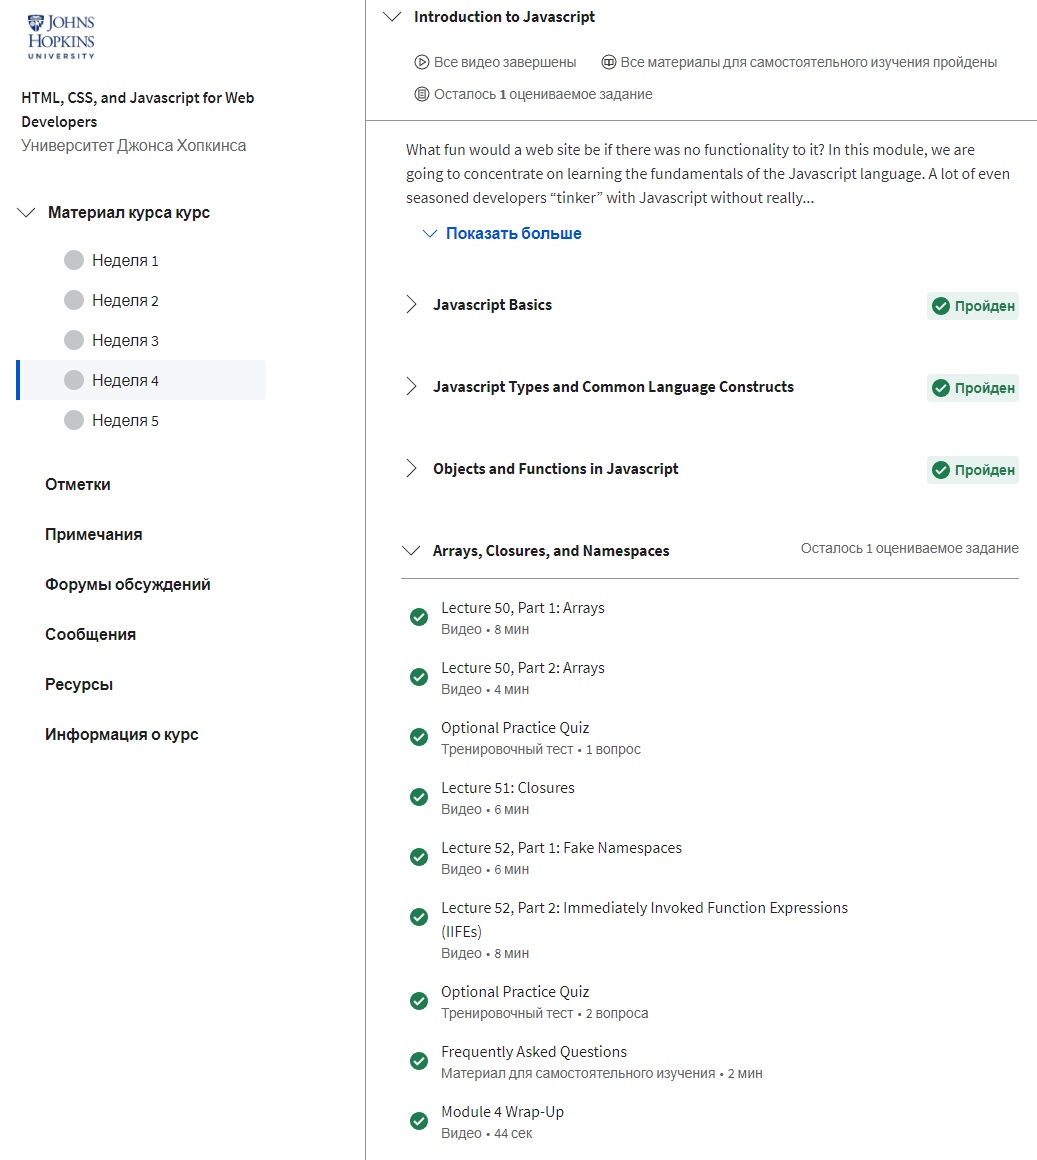 JOHNS
HOPKINS
UNIVERSITY
HTML, CSS, and Javascript for Web
Developers
Университет Джонса Хопкинса
Материал курса курс
Неделя 1
Неделя 2
Неделя 3
Неделя 4
Неделя 5
Отметки
Примечания
Форумы обсуждений
Сообщения
Ресурсы
Информация о курс
Introduction to Javascript
Все видео завершены Все материалы для самостоятельного изучения пройдены
Осталось 1 оцениваемое задание
What fun would a web site be if there was no functionality to it? In this module, we are
going to concentrate on learning the fundamentals of the Javascript language. A lot of even
seasoned developers “tinker” with Javascript without really...
Показать больше
Javascript Basics Пройден
Javascript Types and Common Language Constructs Пройден
Objects and Functions in Javascript Пройден
Arrays, Closures, and Namespaces Осталось 1 оцениваемое задание
Lecture 50, Part 1: Arrays
Видео • 8 мин
Lecture 50, Part 2: Arrays
Видео • 4 мин
Optional Practice Quiz
Тренировочный тест • 1 вопрос
Lecture 51: Closures
Видео • 6 мин
Lecture 52, Part 1: Fake Namespaces
Видео • 6 мин
Lecture 52, Part 2: Immediately Invoked Function Expressions
(IIFEs)
Видео • 8 мин
Optional Practice Quiz
Тренировочный тест • 2 вопроса
Frequently Asked Questions
Материал для самостоятельного изучения • 2 мин
Module 4 Wrap-Up
Видео • 44 сек